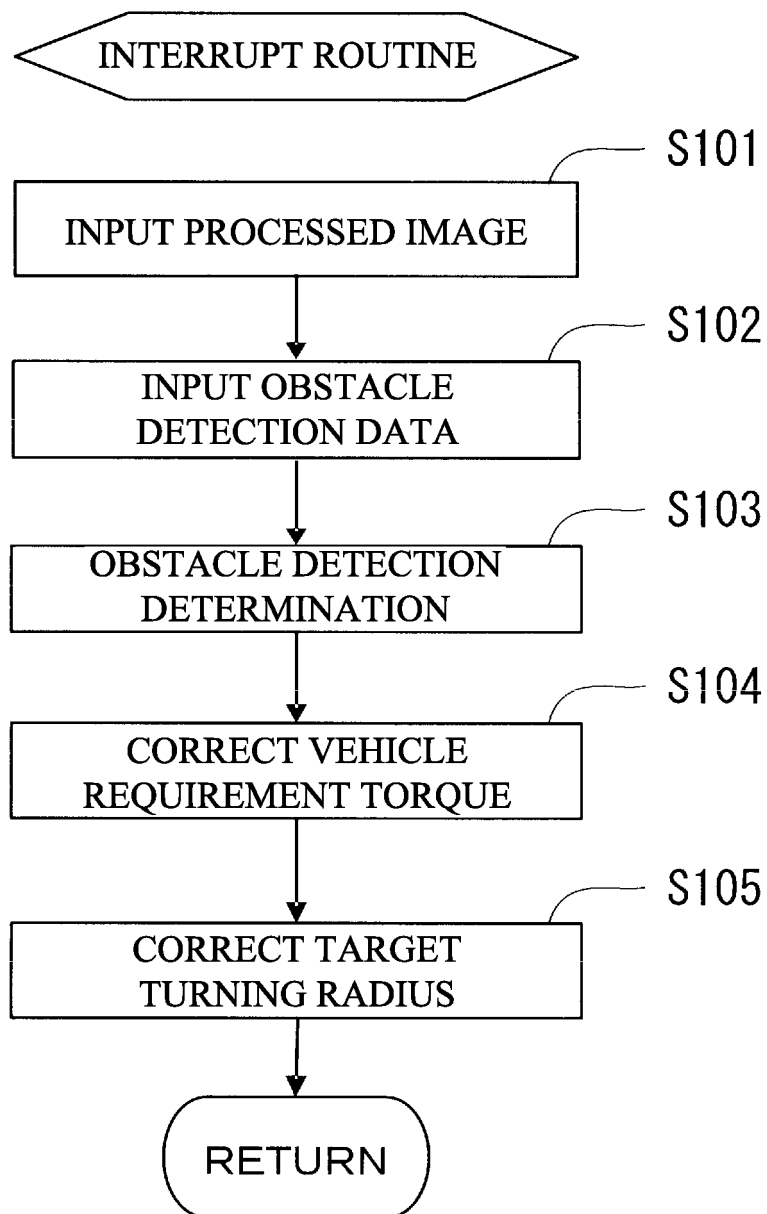 INTERRUPT ROUTINE
S101
INPUT PROCESSED IMAGE
S102
INPUT OBSTACLE
DETECTION DATA
S103
OBSTACLE DETECTION
DETERMINATION
S104
CORRECT VEHICLE
REQUIREMENT TORQUE
S105
CORRECT TARGET
TURNING RADIUS
RETURN